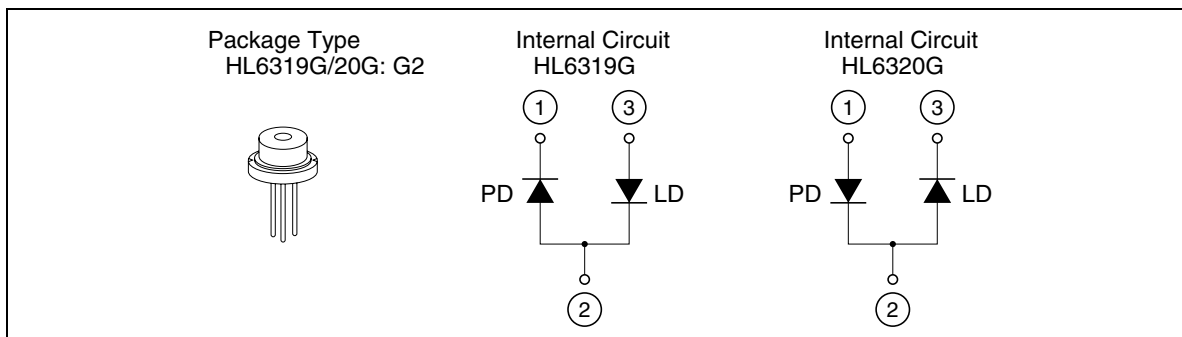 Package Type
HL6319G/20G: G2
Internal Circuit
HL6319G
1
3
PD
LD
2
Internal Circuit
HL6320G
1
3
PD
LD
2